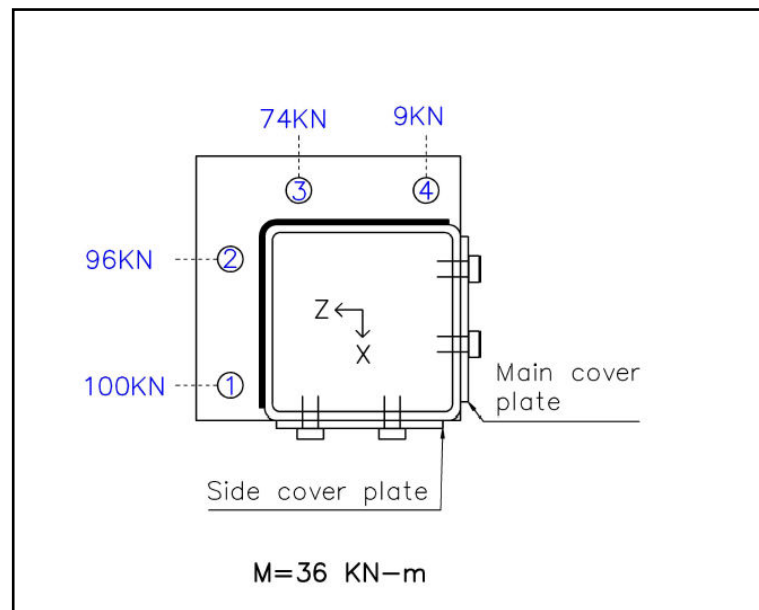 74KN 9KN
3 4
96KN 2
Z
X
100KN 1
Main cover
plate
Side cover plate
M=36 KN-m